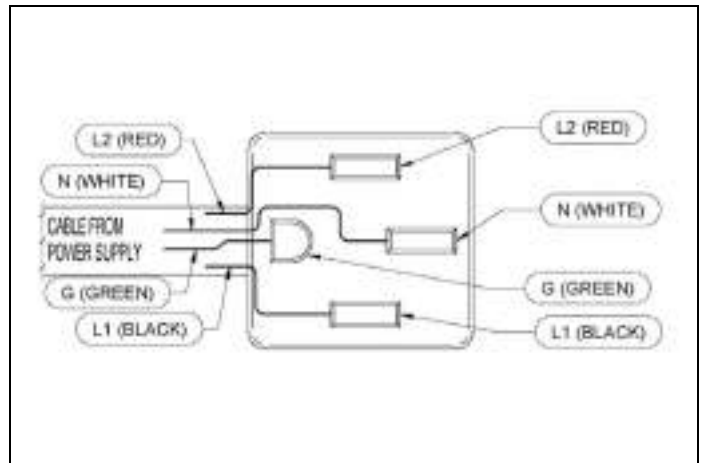 L2 (RED)
N (WHITE)
CABLE FROM
POWER SUPPLY
G (GREEN)
L1 (BLACK)
L2 (RED)
N (WHITE)
G (GREEN)
L1 (BLACK)